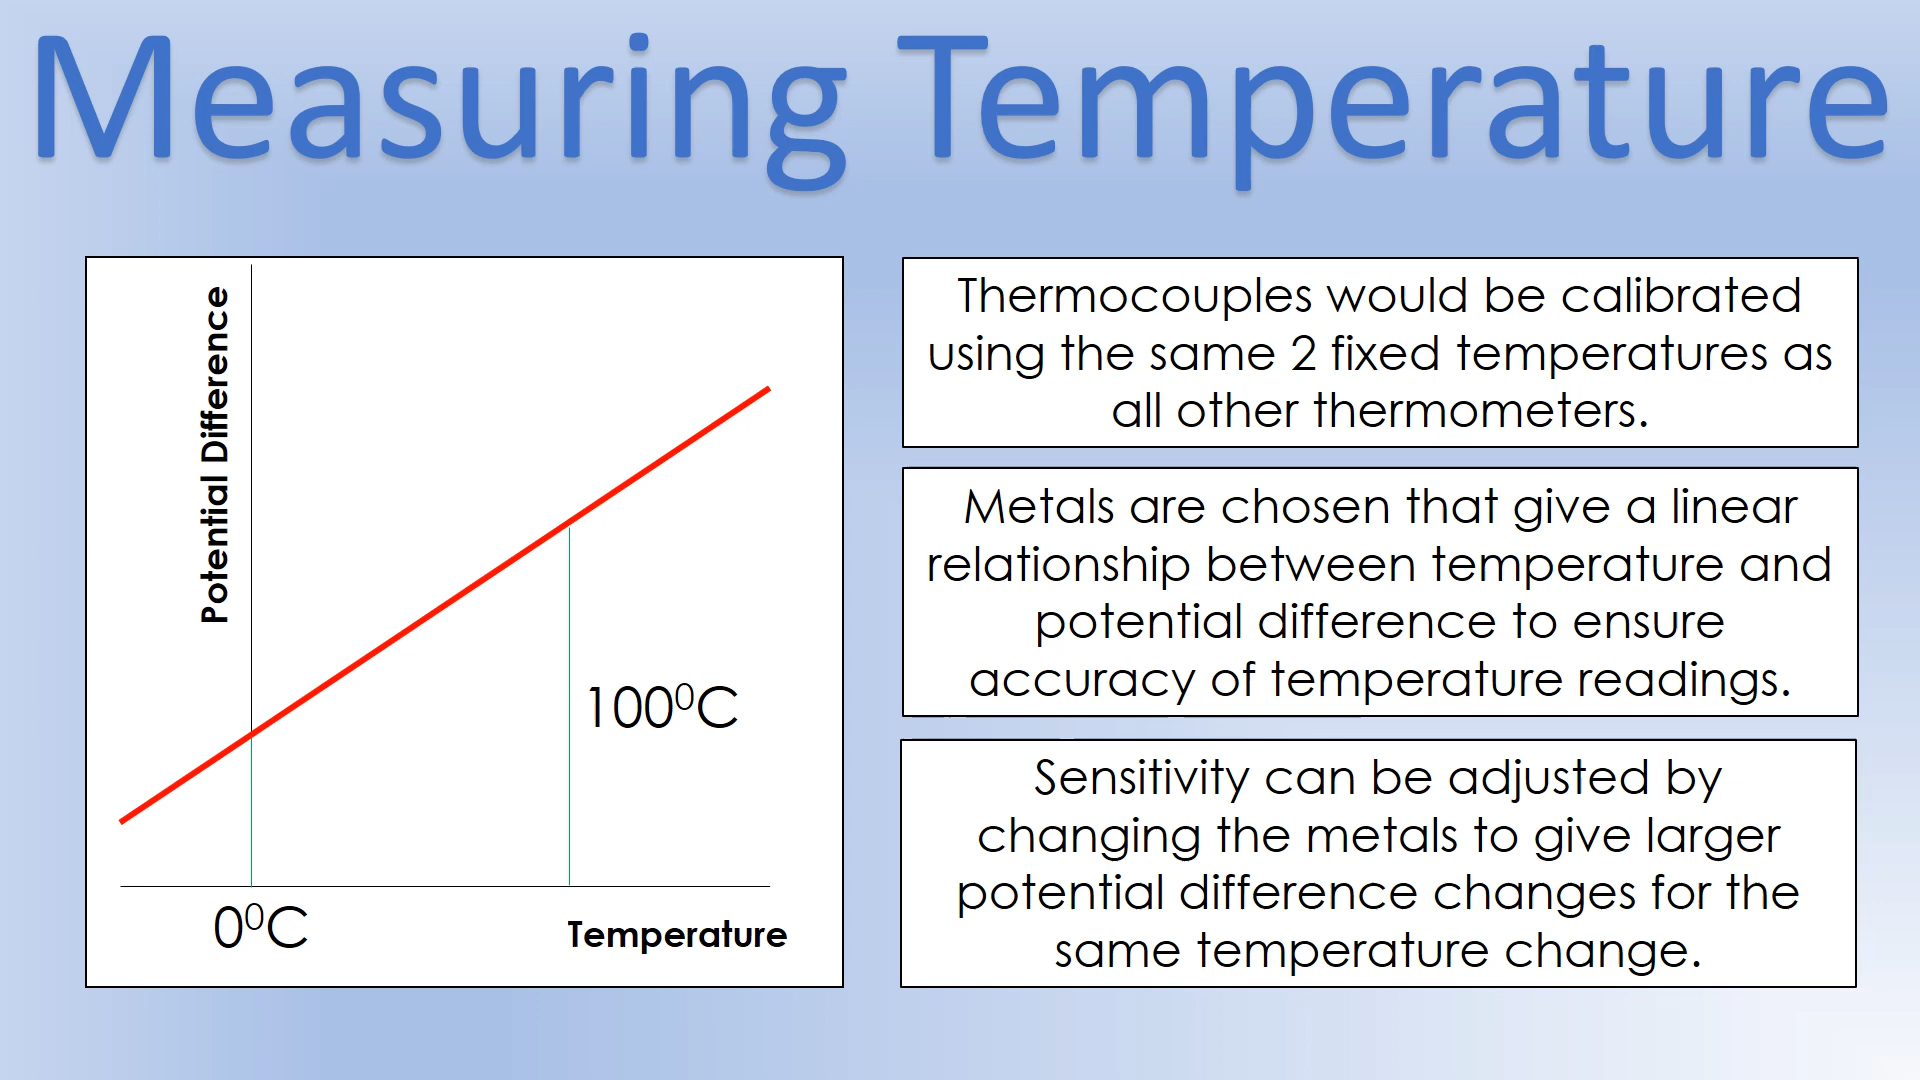 Measuring Temperature
Potential Difference
100⁰C
0⁰C
Temperature
Thermocouples would be calibrated
using the same 2 fixed temperatures as
all other thermometers.
Metals are chosen that give a linear
relationship between temperature and
potential difference to ensure
accuracy of temperature readings.
Sensitivity can be adjusted by
changing the metals to give larger
potential difference changes for the
same temperature change.